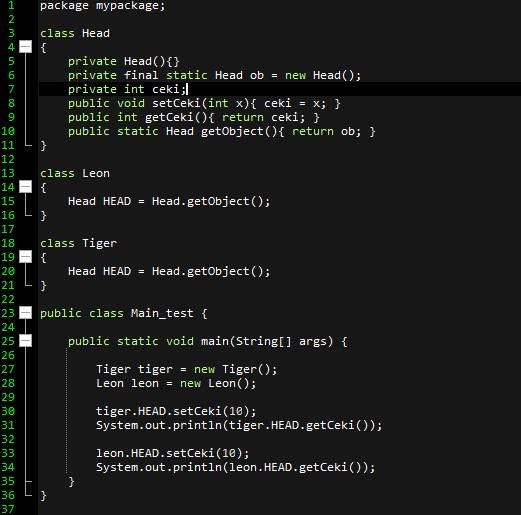 1 package mypackage;
2
3 class Head
4 {
5     private Head(){}
6     private final static Head ob = new Head();
7     private int ceki;
8     public void setCeki(int x){ ceki = x; }
9     public int getCeki(){ return ceki; }
10     public static Head getObject(){ return ob; }
11 }
12
13 class Leon
14 {
15     Head HEAD = Head.getObject();
16 }
17
18 class Tiger
19 {
20     Head HEAD = Head.getObject();
21 }
22
23 public class Main_test {
24
25     public static void main(String[] args) {
26
27         Tiger tiger = new Tiger();
28         Leon leon = new Leon();
29
30         tiger.HEAD.setCeki(10);
31         System.out.println(tiger.HEAD.getCeki());
32
33         leon.HEAD.setCeki(10);
34         System.out.println(leon.HEAD.getCeki());
35     }
36 }
37